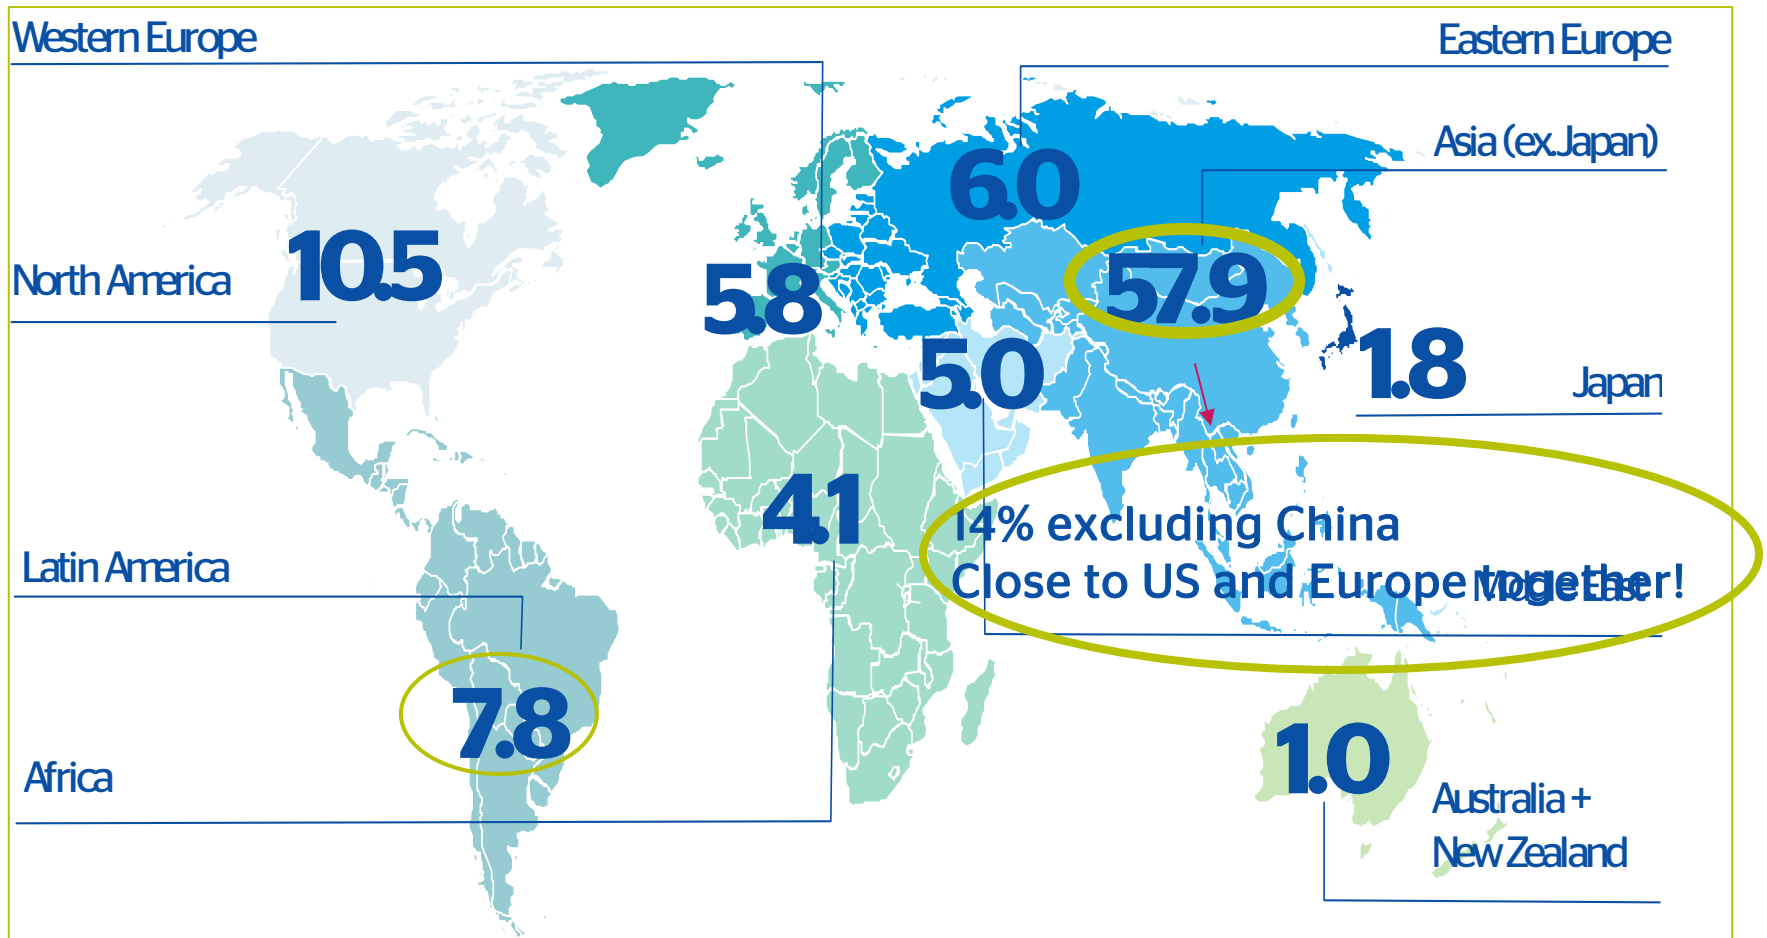 Western Europe
Eastern Europe
Asia (ex.Japan)
6.0
10.5
North America
5.8
57.9
5.0
1.8
Japan
4.1
14% excluding China
Latin America
Close to US and Europe together!
Middle East
7.8
1.0
Africa
Australia +
New Zealand